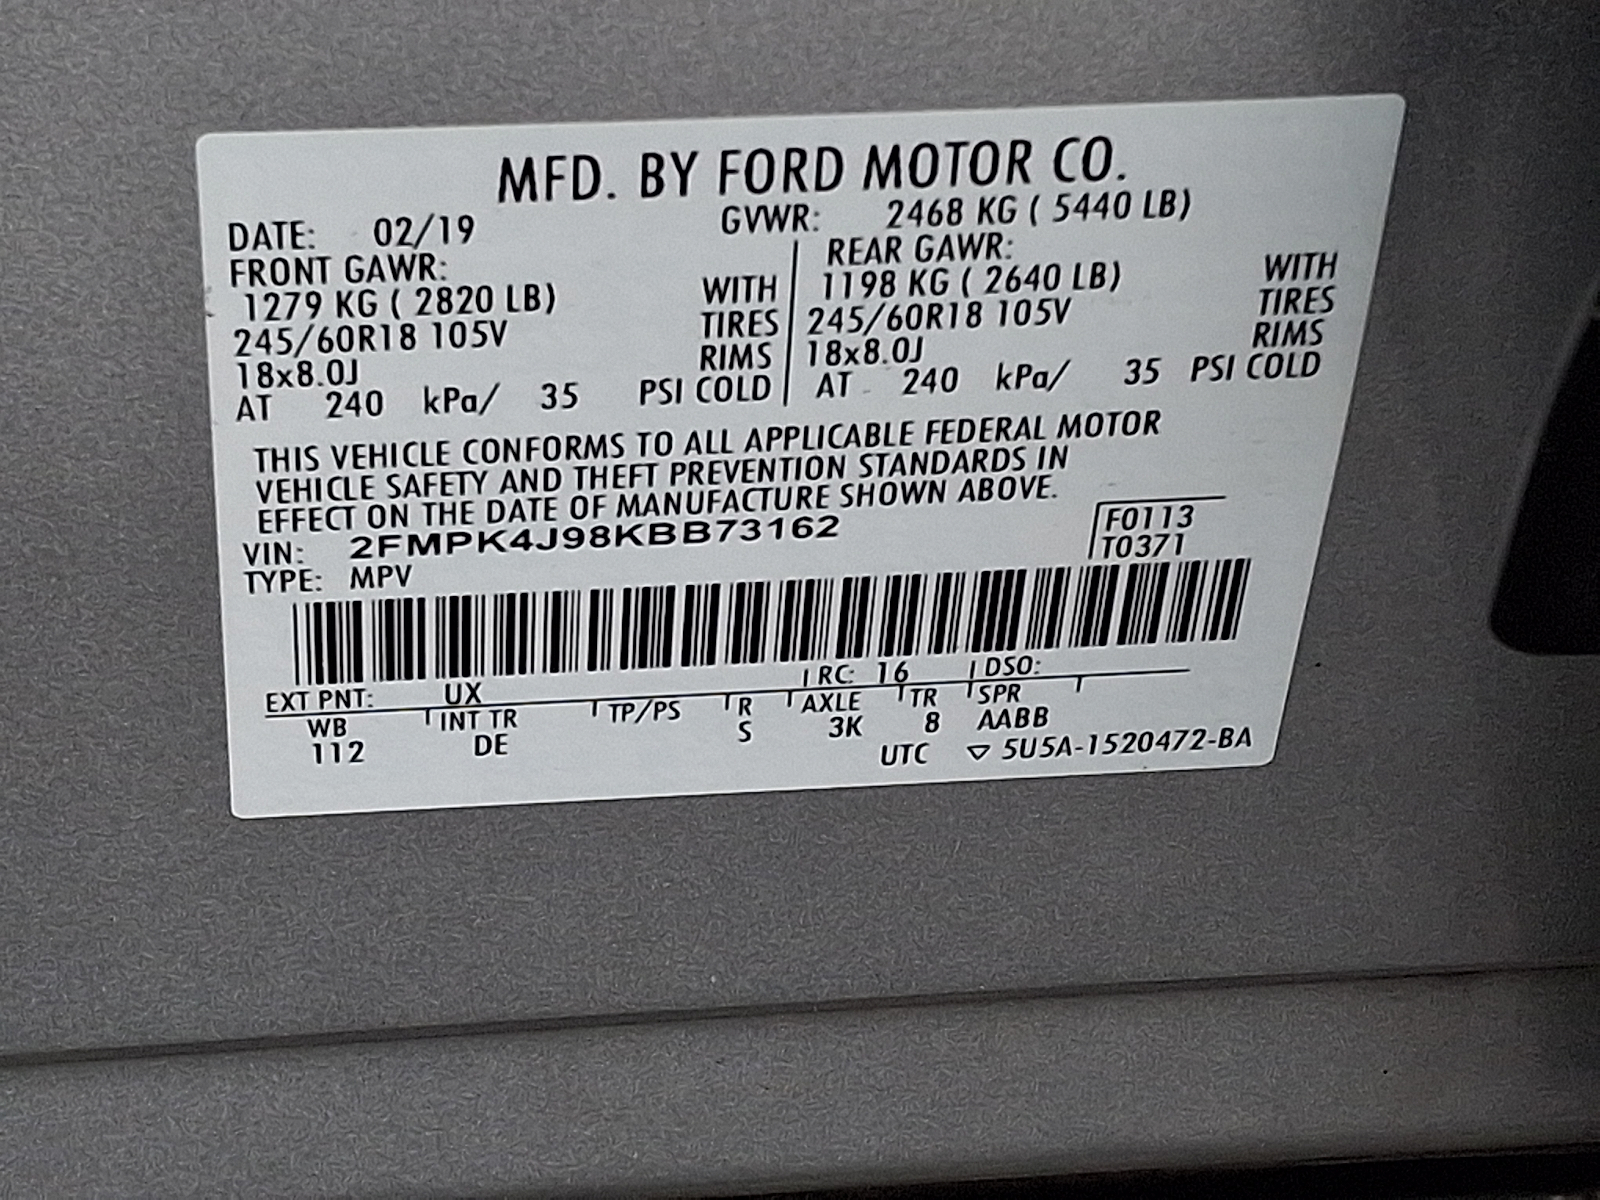 MFD. BY FORD MOTOR CO.
DATE: 02/19 GVWR: 2468 KG ( 5440 LB)
FRONT GAWR: REAR GAWR:
1279 KG ( 2820 LB) WITH 1198 KG ( 2640 LB) WITH
245/60R18 105V TIRES 245/60R18 105V TIRES
18x8.0J RIMS 18x8.0J RIMS
AT 240 kPa/ 35 PSI COLD AT 240 kPa/ 35 PSI COLD
THIS VEHICLE CONFORMS TO ALL APPLICABLE FEDERAL MOTOR
VEHICLE SAFETY AND THEFT PREVENTION STANDARDS IN
EFFECT ON THE DATE OF MANUFACTURE SHOWN ABOVE.
VIN: 2FMPK4J98KBB73162 F0113
TYPE: MPV T0371
EXT PNT: UX RC: 16 DSO:
WB INT TR TP/PS R AXLE TR SPR
112 DE S 3K 8 AABB
UTC ▽ 5U5A-1520472-BA